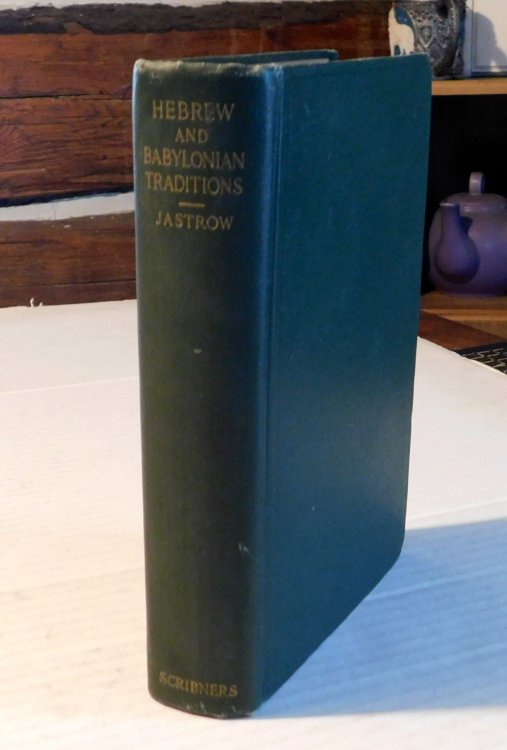 HEBREW
AND
BABYLONIAN
TRADITIONS
JASTROW
SCRIBNERS